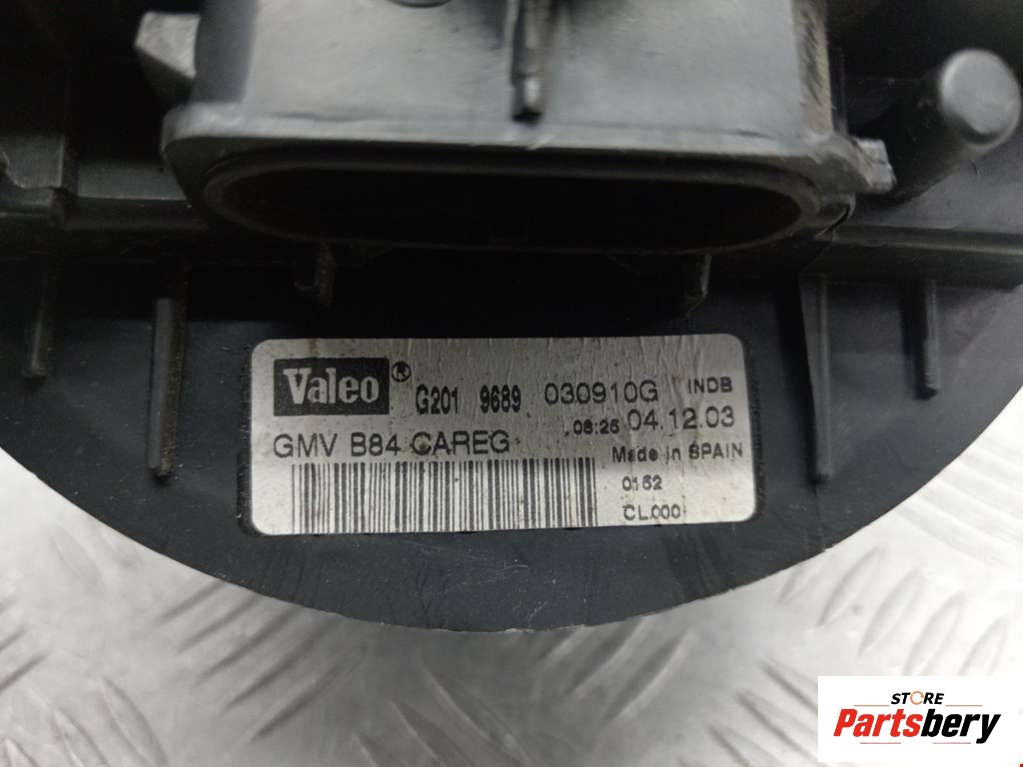 Valeo® G201 9689 030910G INDB
08:25 04.12.03
GMV B84 CAREG Made in SPAIN
0152
CL000
STORE
Partsbery